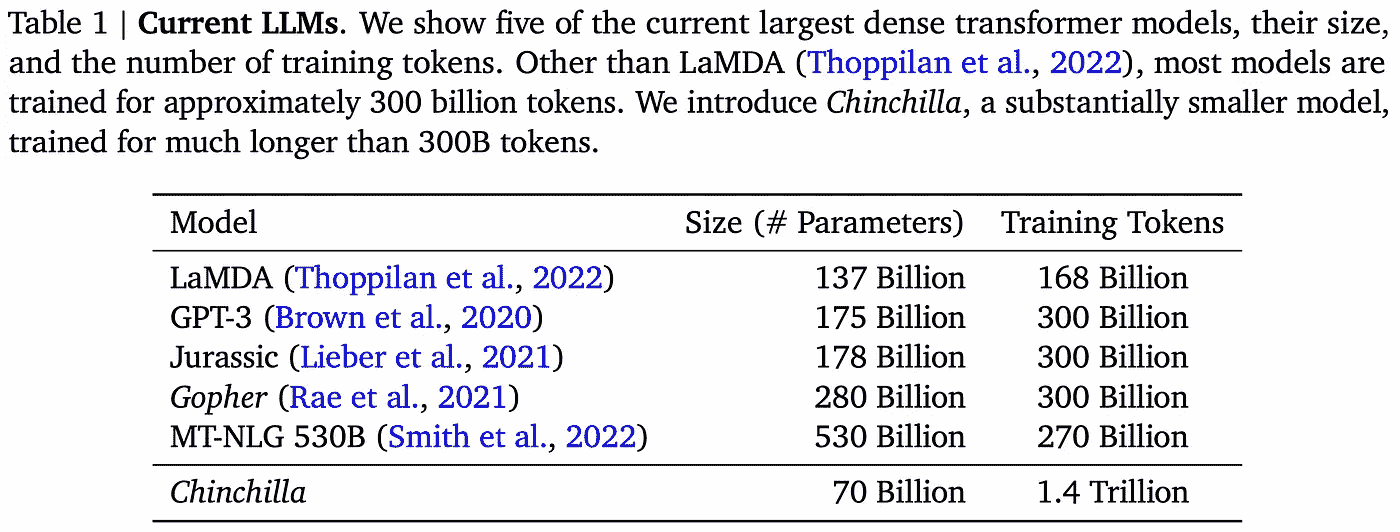 Table 1 | Current LLMs. We show five of the current largest dense transformer models, their size,
and the number of training tokens. Other than LaMDA (Thoppilan et al., 2022), most models are
trained for approximately 300 billion tokens. We introduce Chinchilla, a substantially smaller model,
trained for much longer than 300B tokens.
Model Size (# Parameters) Training Tokens
LaMDA (Thoppilan et al., 2022) 137 Billion 168 Billion
GPT-3 (Brown et al., 2020) 175 Billion 300 Billion
Jurassic (Lieber et al., 2021) 178 Billion 300 Billion
Gopher (Rae et al., 2021) 280 Billion 300 Billion
MT-NLG 530B (Smith et al., 2022) 530 Billion 270 Billion
Chinchilla 70 Billion 1.4 Trillion